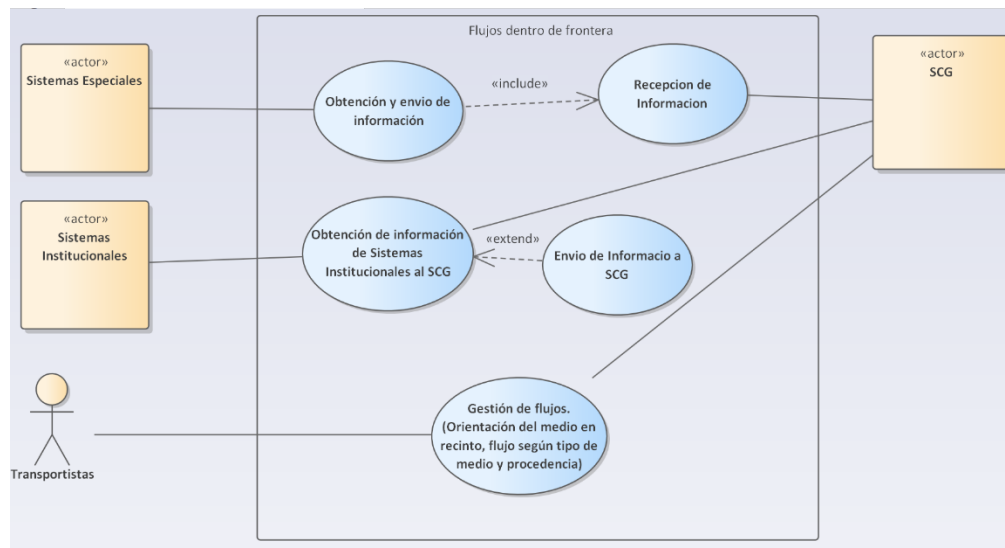 Flujos dentro de frontera
«actor»
Sistemas Especiales
Obtención y envio de
información
«include»
Recepcion de
Informacion
«actor»
SCG
«actor»
Sistemas
Institucionales
Obtención de información
de Sistemas
Institucionales al SCG
«extend»
Envio de Informacio a
SCG
Transportistas
Gestión de flujos.
(Orientación del medio en
recinto, flujo según tipo de
medio y procedencia)